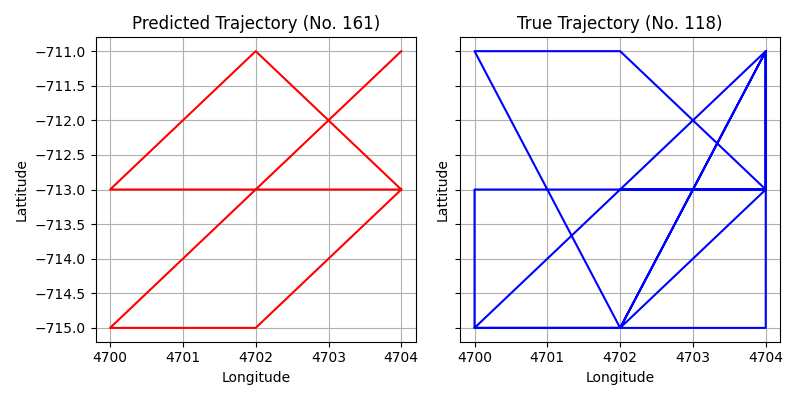 Predicted Trajectory (No. 161)
True Trajectory (No. 118)
−711.0
−711.5
−712.0
−712.5
−713.0
−713.5
−714.0
−714.5
−715.0
Lattitude
Lattitude
4700 4701 4702 4703 4704
4700 4701 4702 4703 4704
Longitude
Longitude